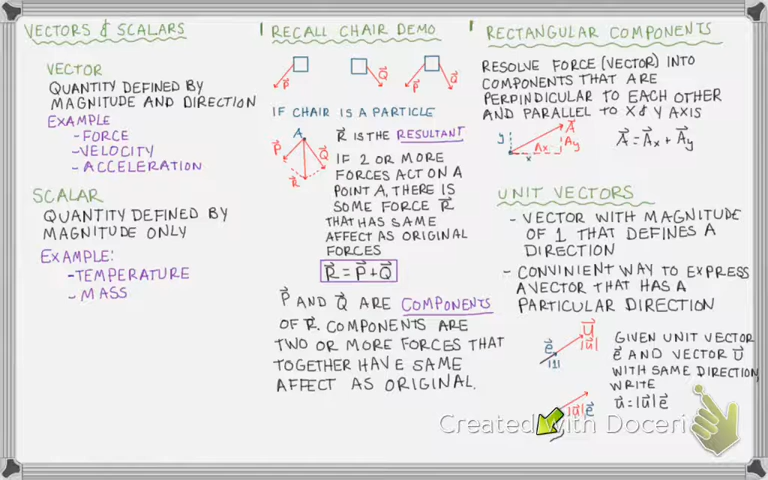 VECTORS & SCALARS
VECTOR
QUANTITY DEFINED BY
MAGNITUDE AND DIRECTION
EXAMPLE
-FORCE
-VELOCITY
-ACCELERATION
SCALAR
QUANTITY DEFINED BY
MAGNITUDE ONLY
EXAMPLE:
-TEMPERATURE
-MASS
RECALL CHAIR DEMO
P⃗ Q⃗ P⃗ Q⃗
IF CHAIR IS A PARTICLE
A
P⃗ Q⃗
R⃗
R⃗ IS THE RESULTANT
IF 2 OR MORE
FORCES ACT ON A
POINT A, THERE IS
SOME FORCE R⃗
THAT HAS SAME
AFFECT AS ORIGINAL
FORCES
R⃗ = P⃗ + Q⃗
P⃗ AND Q⃗ ARE COMPONENTS
OF R⃗. COMPONENTS ARE
TWO OR MORE FORCES THAT
TOGETHER HAVE SAME
AFFECT AS ORIGINAL.
RECTANGULAR COMPONENTS
RESOLVE FORCE (VECTOR) INTO
COMPONENTS THAT ARE
PERPINDICULAR TO EACH OTHER
AND PARALLEL TO X & Y AXIS
y A⃗
Ax Ay
x
A⃗ = A⃗x + A⃗y
UNIT VECTORS
- VECTOR WITH MAGNITUDE
OF 1 THAT DEFINES A
DIRECTION
- CONVINIENT WAY TO EXPRESS
A VECTOR THAT HAS A
PARTICULAR DIRECTION
U⃗
e⃗ |u⃗|
|1|
GIVEN UNIT VECTOR
e⃗ AND VECTOR U⃗
WITH SAME DIRECTION,
WRITE
u⃗ = |u⃗| e⃗
|u⃗|e⃗
Created with Doceri